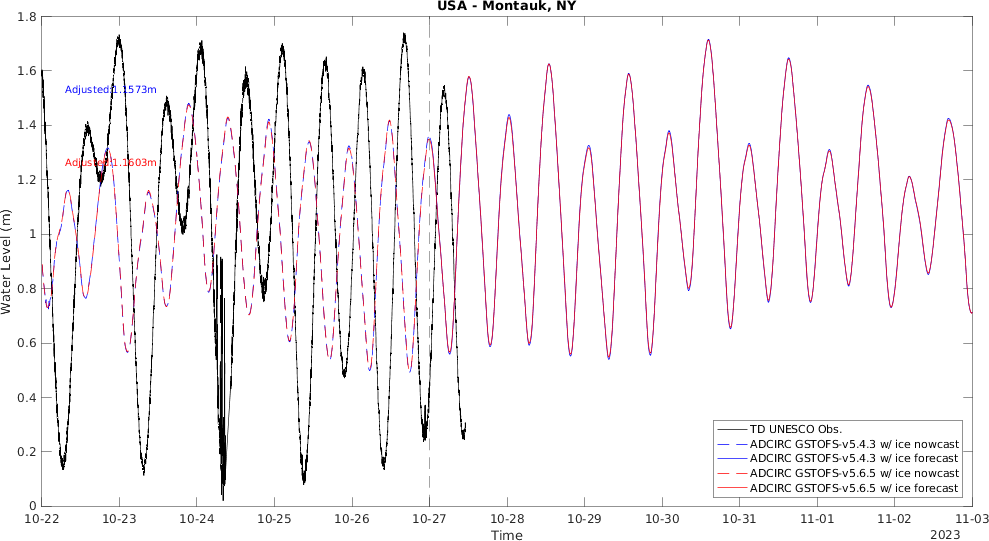 USA - Montauk, NY
1.8
1.6
1.4
1.2
1
0.8
0.6
0.4
0.2
0
Water Level (m)
Adjusted:1.1573m
Adjusted:1.1603m
TD UNESCO Obs.
ADCIRC GSTOFS-v5.4.3 w/ ice nowcast
ADCIRC GSTOFS-v5.4.3 w/ ice forecast
ADCIRC GSTOFS-v5.6.5 w/ ice nowcast
ADCIRC GSTOFS-v5.6.5 w/ ice forecast
10-22 10-23 10-24 10-25 10-26 10-27 10-28 10-29 10-30 10-31 11-01 11-02 11-03
Time
2023